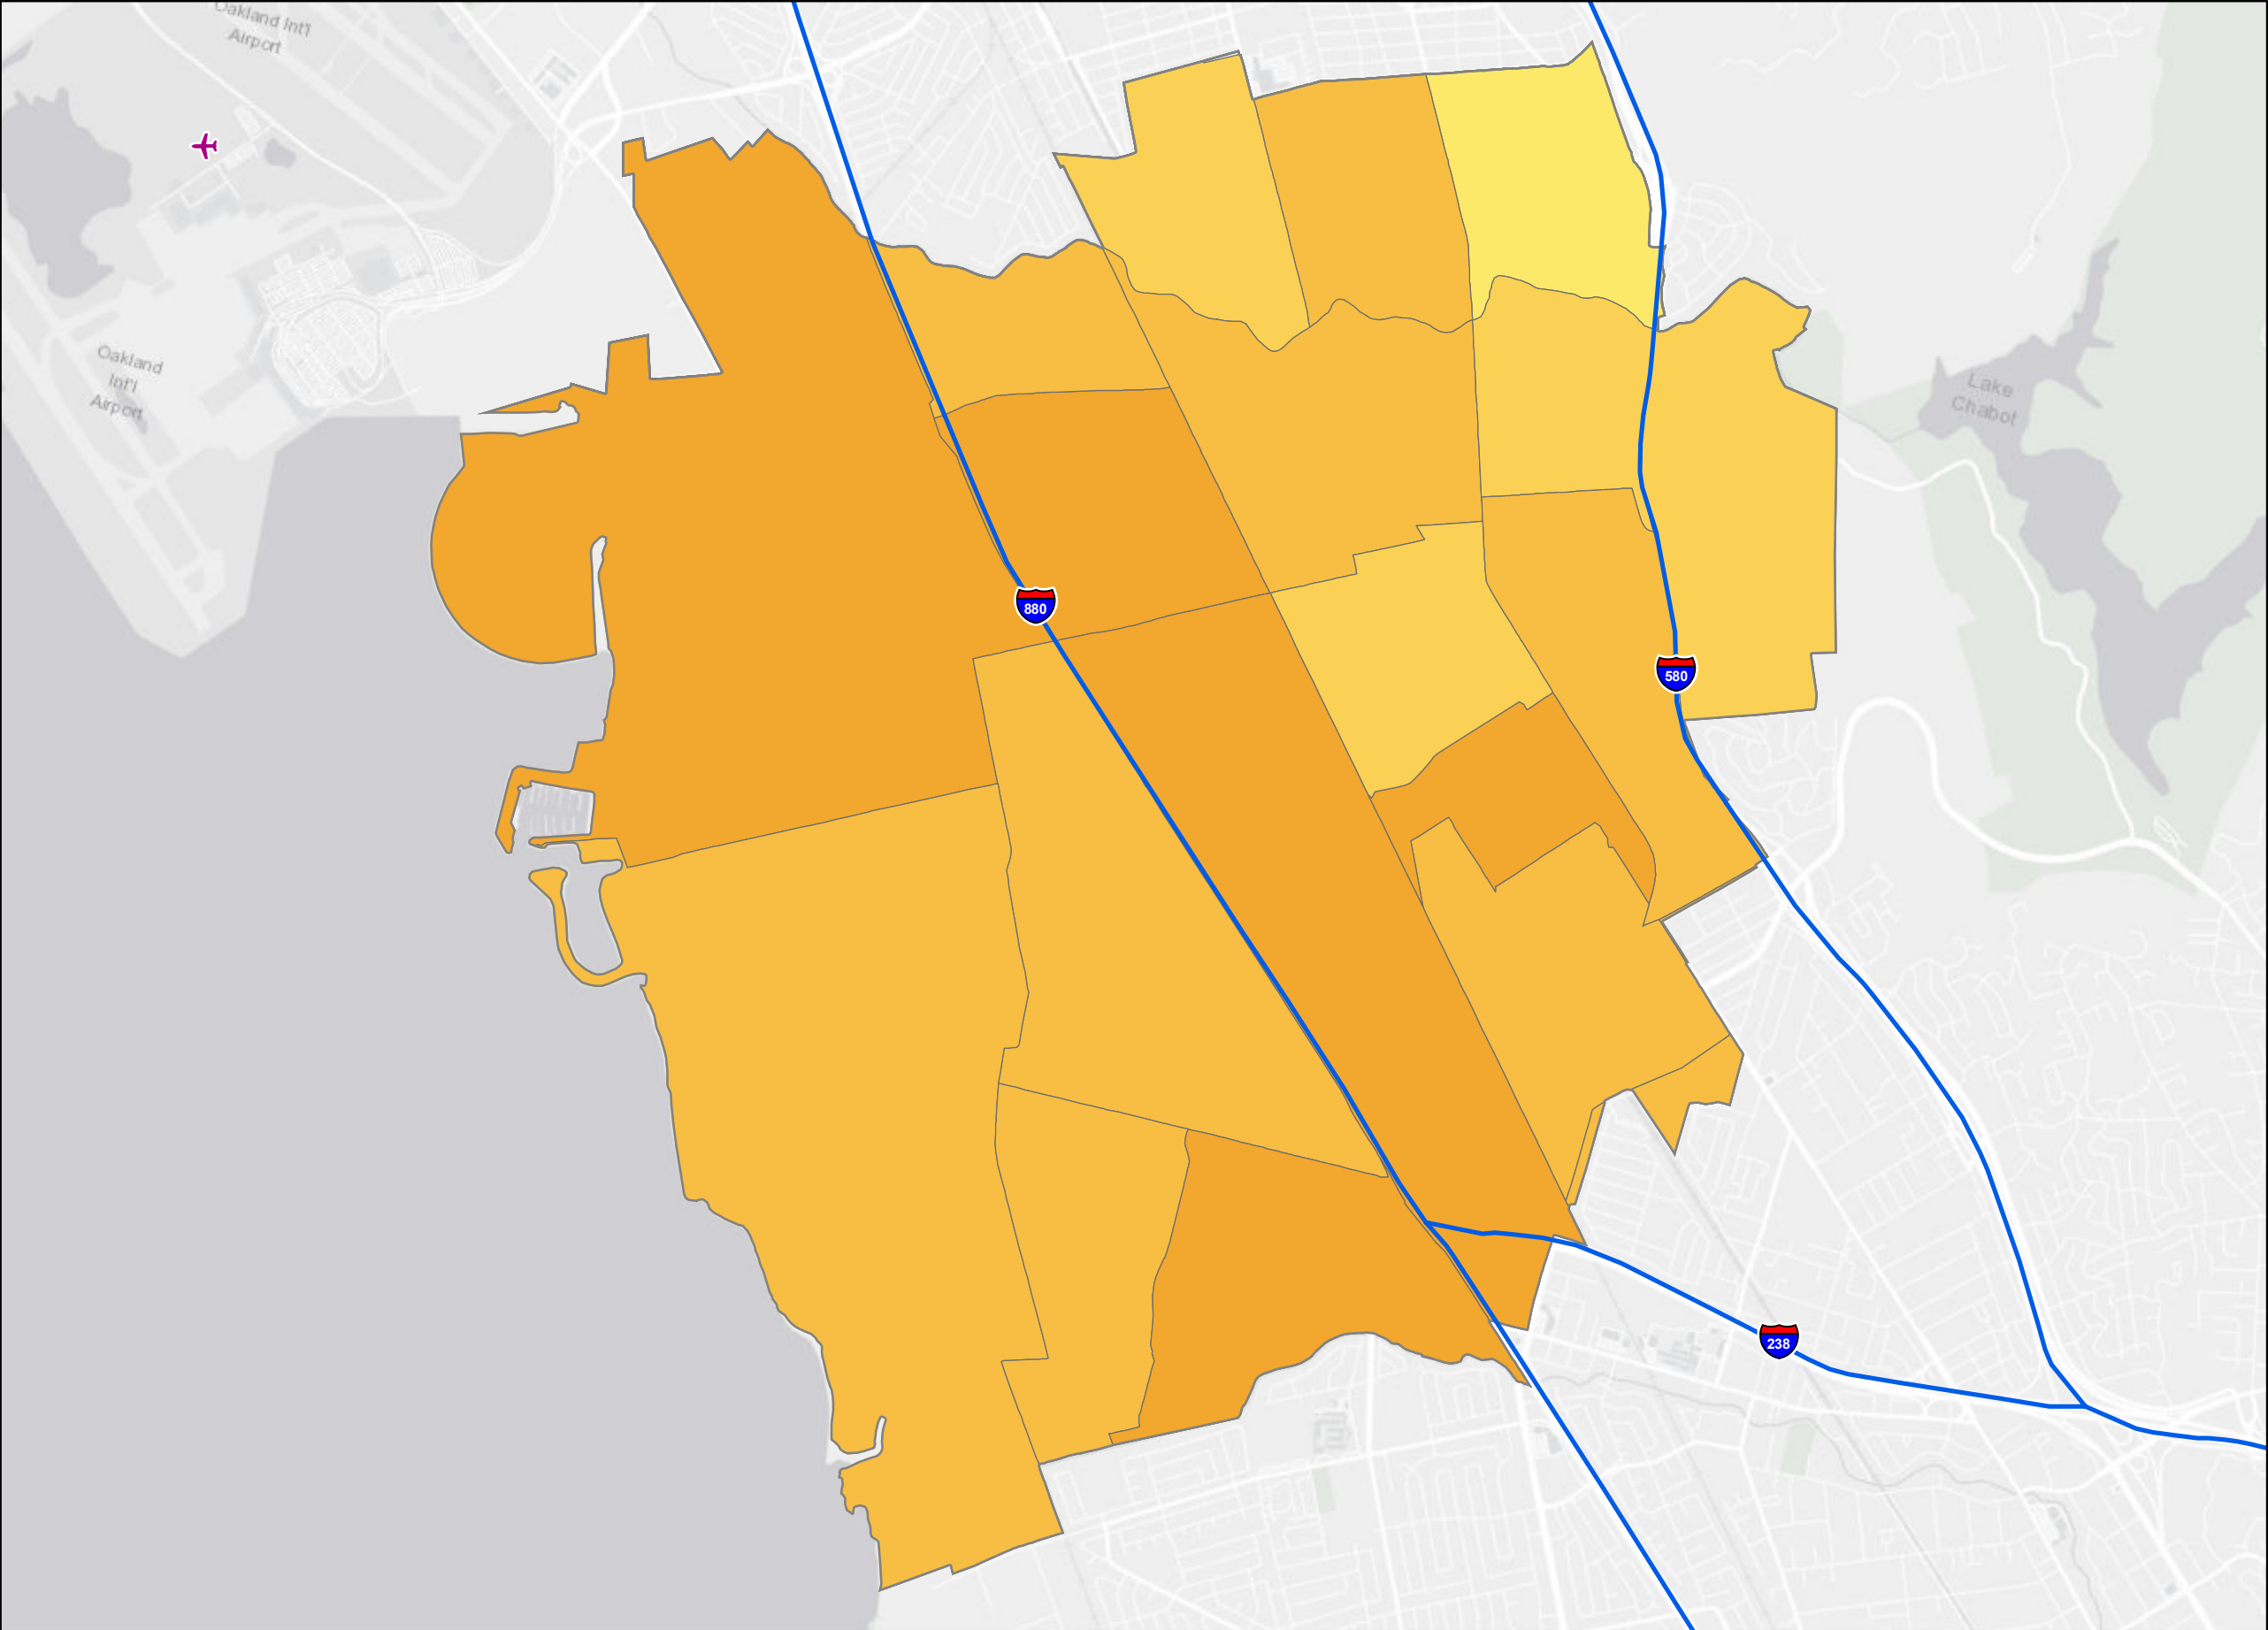 Oakland Int'l
Airport
Oakland
Int'l
Airport
Lake
Chabot
880
580
238